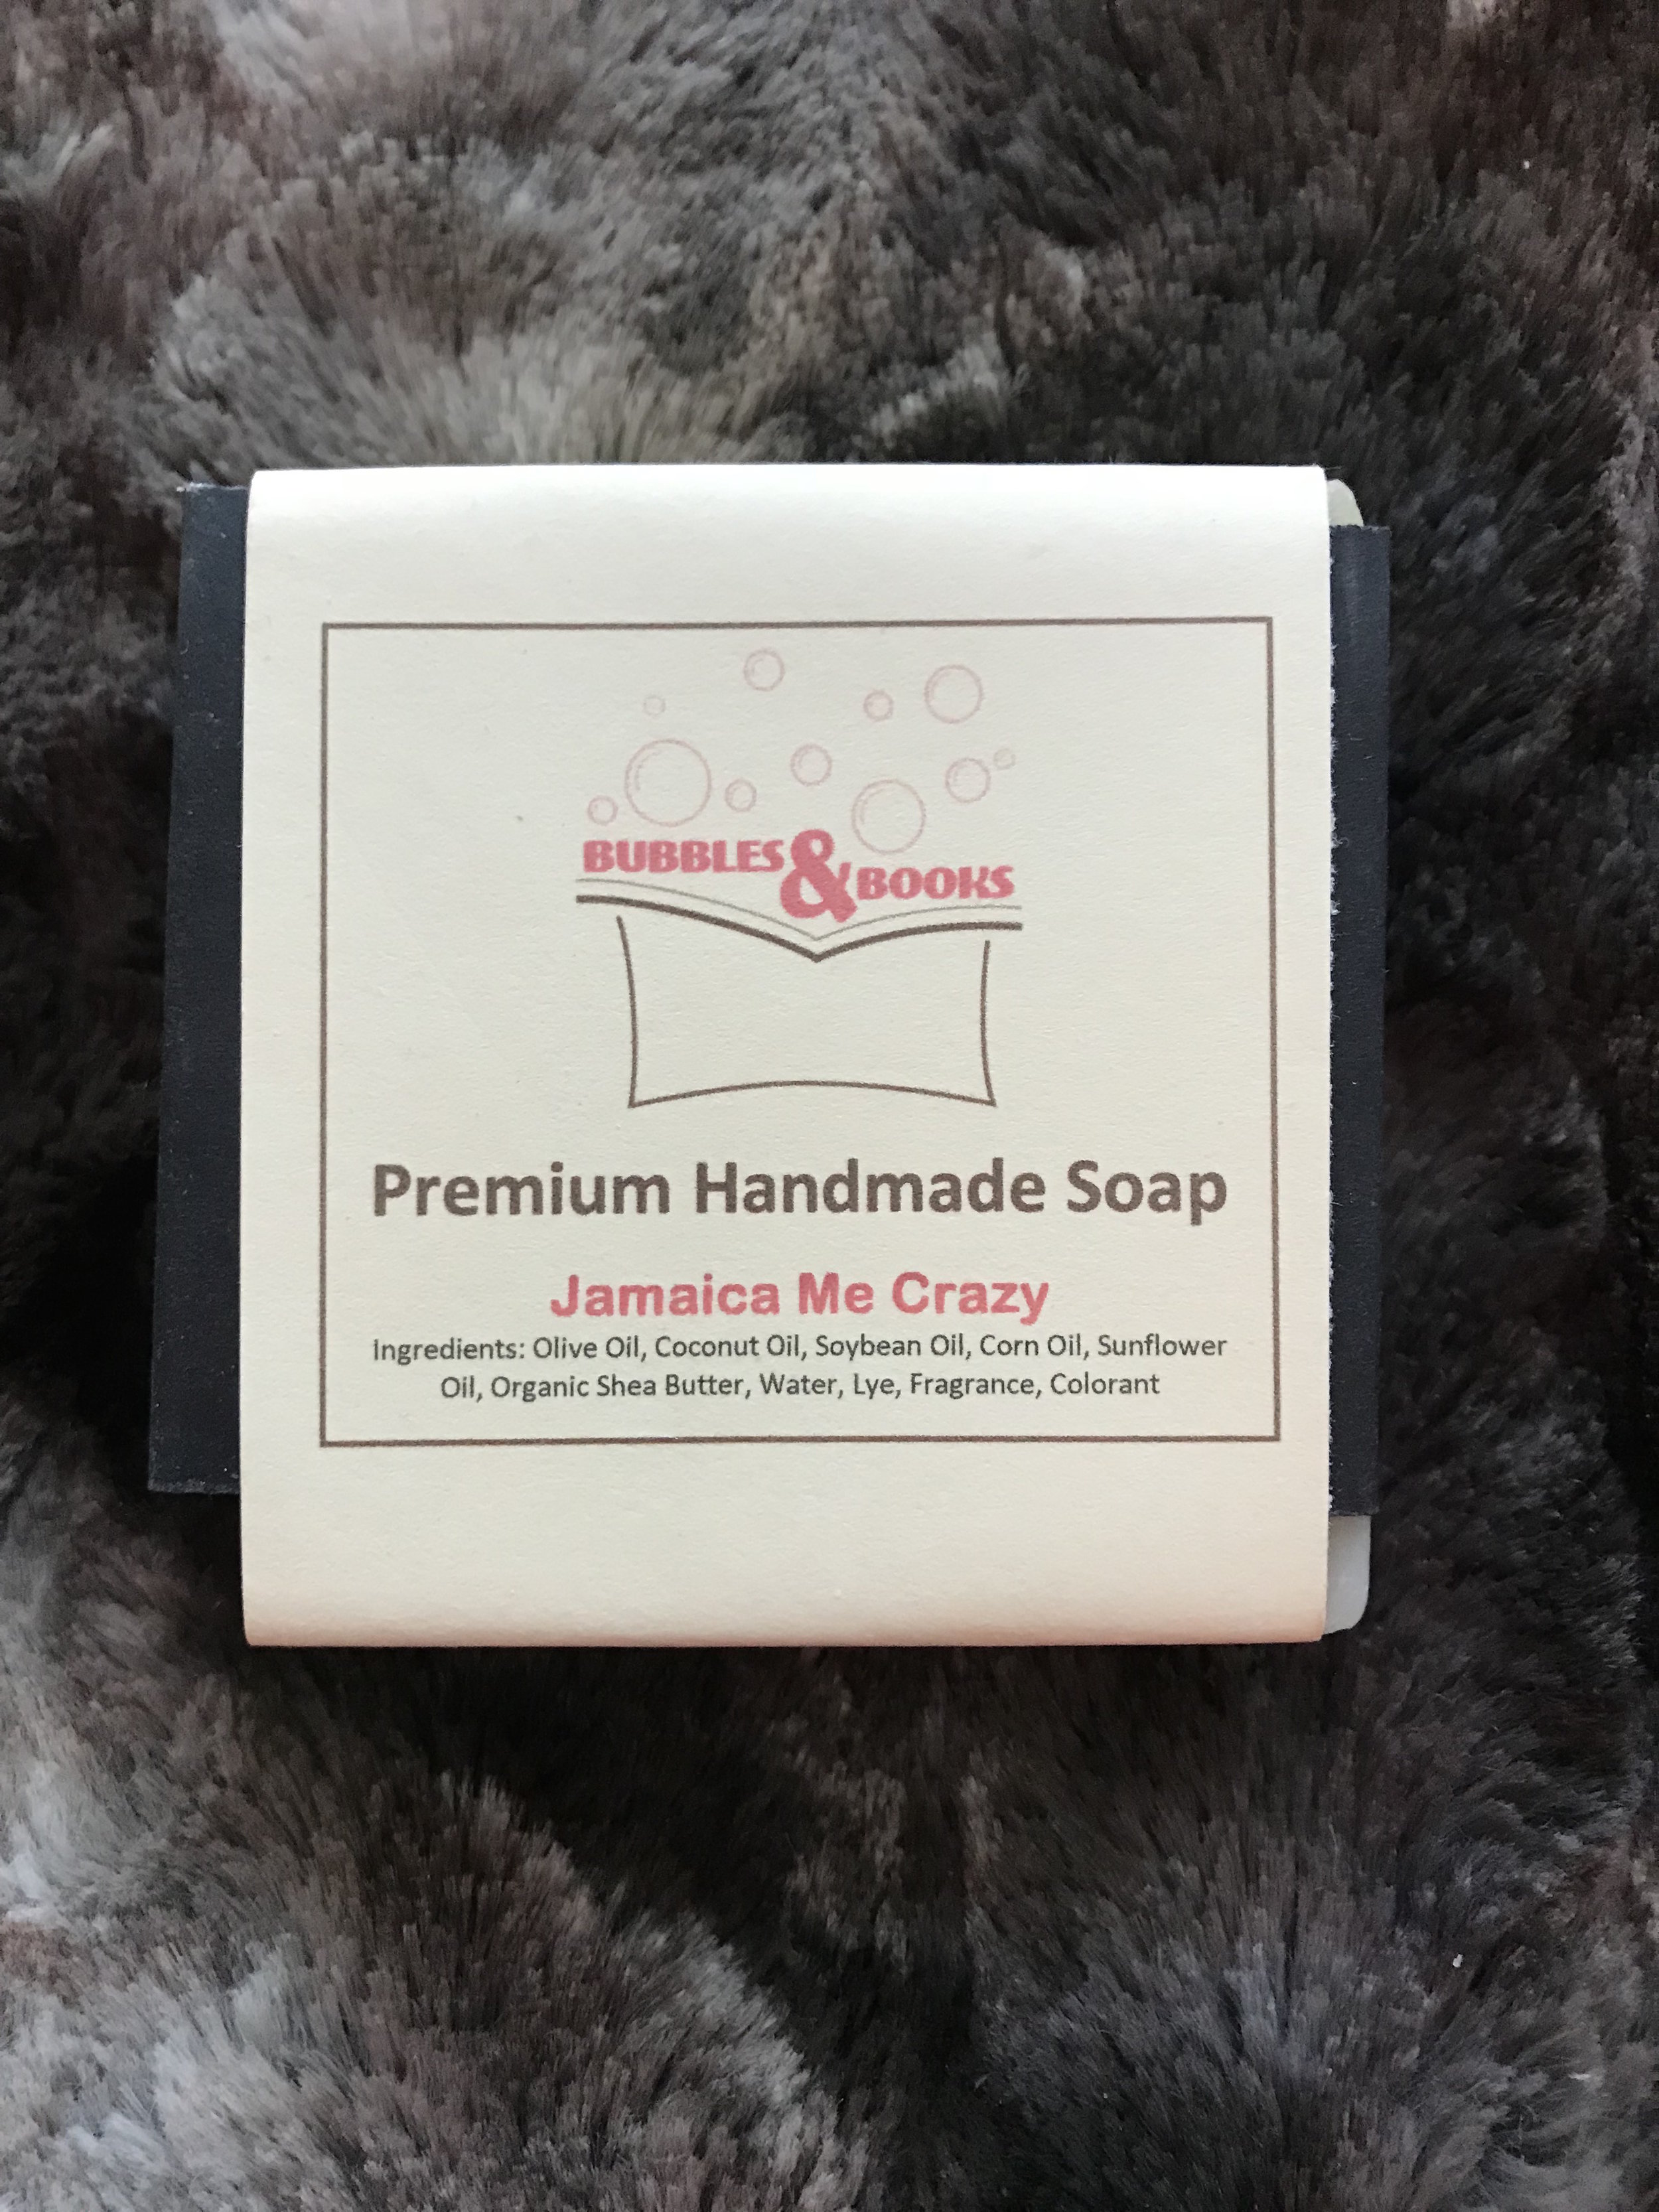 BUBBLES & BOOKS
Premium Handmade Soap
Jamaica Me Crazy
Ingredients: Olive Oil, Coconut Oil, Soybean Oil, Corn Oil, Sunflower
Oil, Organic Shea Butter, Water, Lye, Fragrance, Colorant